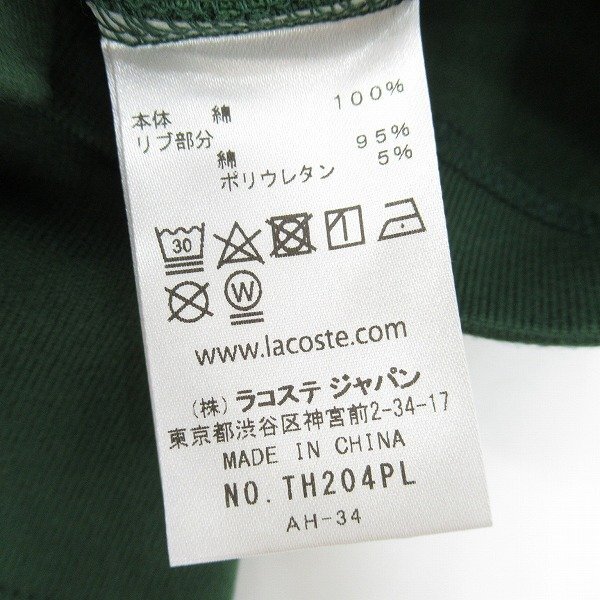 本体 綿 100%
リブ部分
綿 95%
ポリウレタン 5%
30
W
www.lacoste.com
(株) ラコステ ジャパン
東京都渋谷区神宮前2-34-17
MADE IN CHINA
NO. TH204PL
AH-34